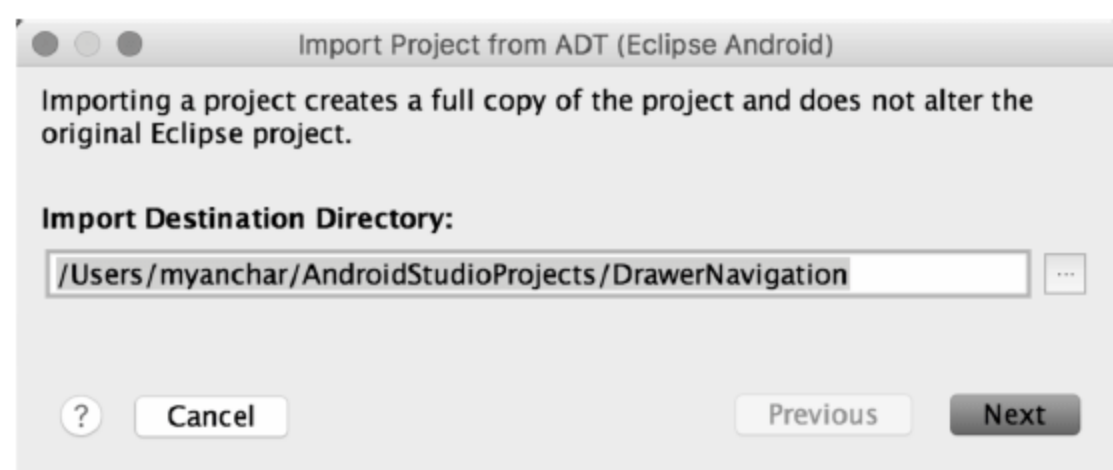 Import Project from ADT (Eclipse Android)
Importing a project creates a full copy of the project and does not alter the
original Eclipse project.
Import Destination Directory:
/Users/myanchar/AndroidStudioProjects/DrawerNavigation
...
? Cancel Previous Next